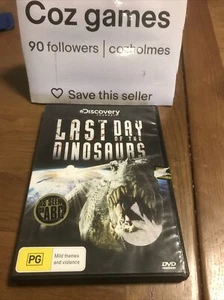 Coz games
90 followers | cozholmes
♡ Save this seller
Discovery
CHANNEL
LAST DAY
OF THE
DINOSAURS
PG
Mild themes
and violence
DVD